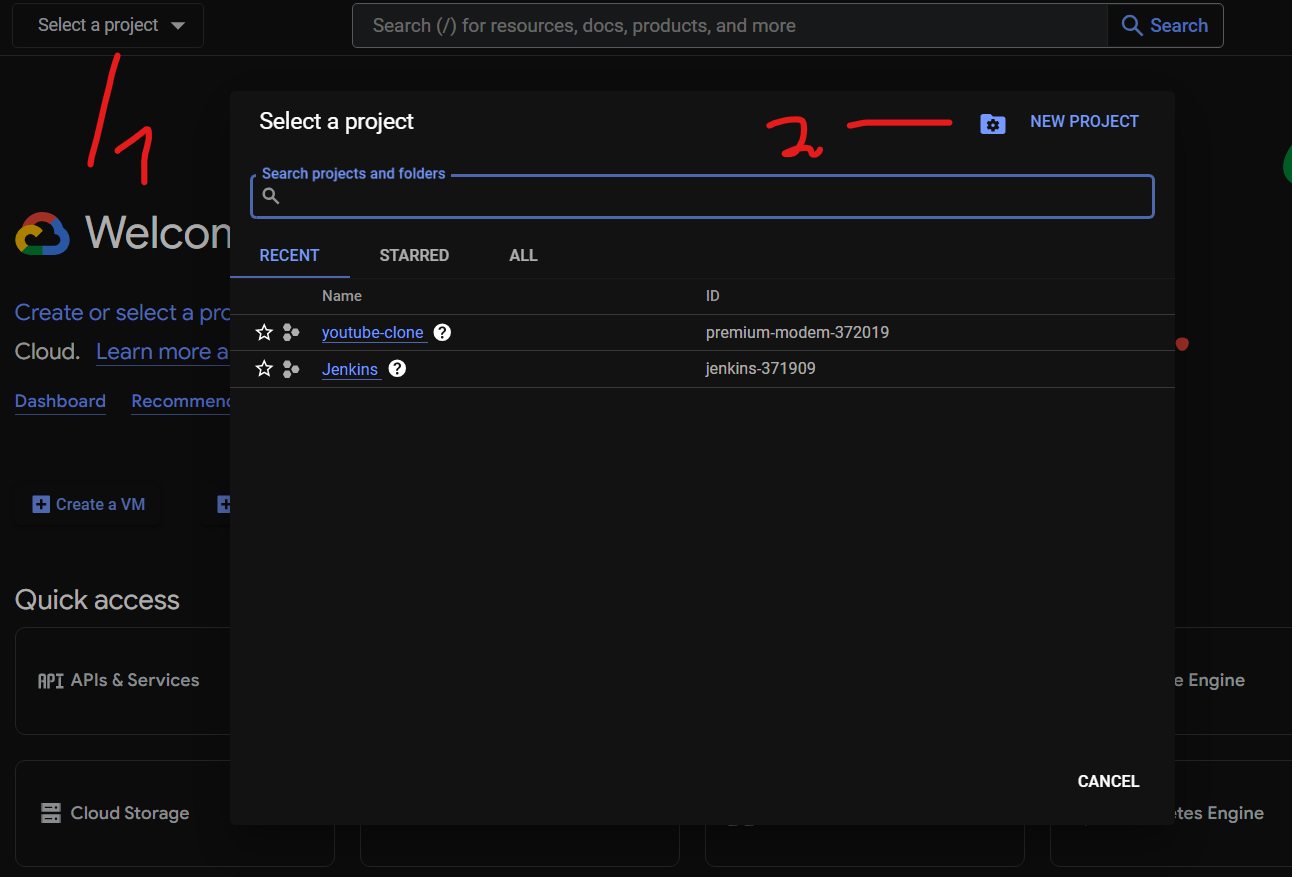 Select a project
Search (/) for resources, docs, products, and more
Search
1
Select a project
2
NEW PROJECT
Search projects and folders
Welcom
RECENT STARRED ALL
Name ID
Create or select a pro
youtube-clone ? premium-modem-372019
Cloud. Learn more a
Jenkins ? jenkins-371909
Dashboard Recommend
Create a VM
Quick access
API APIs & Services
e Engine
CANCEL
Cloud Storage
etes Engine